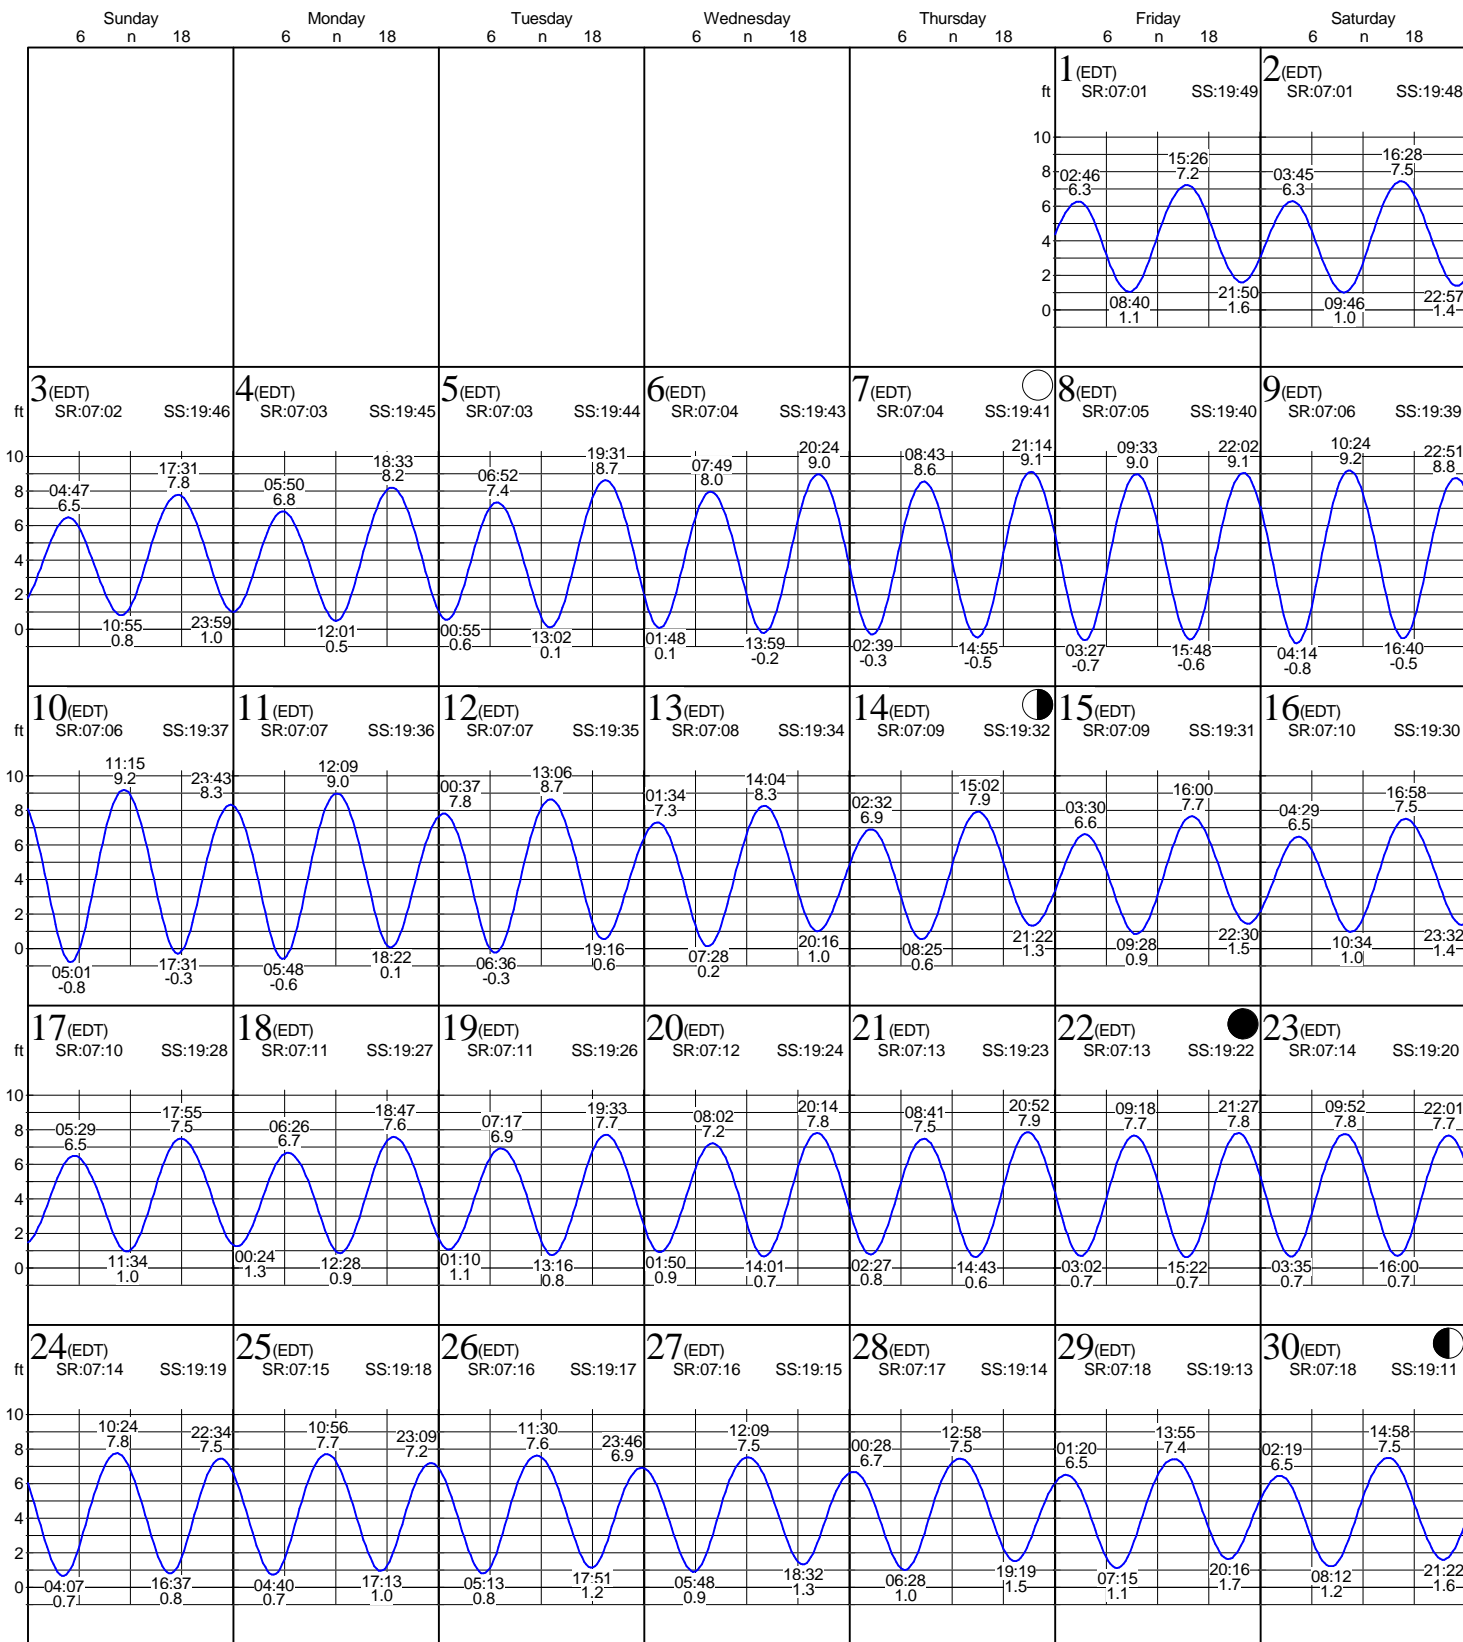 Sunday Monday Tuesday Wednesday Thursday Friday Saturday
6 n 18 6 n 18 6 n 18 6 n 18 6 n 18 6 n 18 6 n 18
1(EDT) 2(EDT)
ft SR:07:01 SS:19:49 SR:07:01 SS:19:48
10
8
6
4
2
0
02:46 15:26 03:45 16:28
6.3 7.2 6.3 7.5
08:40 21:50 09:46 22:57
1.1 1.6 1.0 1.4
3(EDT) 4(EDT) 5(EDT) 6(EDT) 7(EDT) 8(EDT) 9(EDT)
ft SR:07:02 SS:19:46 SR:07:03 SS:19:45 SR:07:03 SS:19:44 SR:07:04 SS:19:43 SR:07:04 SS:19:41 SR:07:05 SS:19:40 SR:07:06 SS:19:39
10
8
6
4
2
0
04:47 17:31 05:50 18:33 06:52 19:31 07:49 20:24 08:43 21:14 09:33 22:02 10:24 22:51
6.5 7.8 6.8 8.2 7.4 8.7 8.0 9.0 8.6 9.1 9.0 9.1 9.2 8.8
10:55 23:59 12:01 00:55 13:02 01:48 13:59 02:39 14:55 03:27 15:48 04:14 16:40
0.8 1.0 0.5 0.6 0.1 0.1 -0.2 -0.3 -0.5 -0.7 -0.6 -0.8 -0.5
10(EDT) 11(EDT) 12(EDT) 13(EDT) 14(EDT) 15(EDT) 16(EDT)
ft SR:07:06 SS:19:37 SR:07:07 SS:19:36 SR:07:07 SS:19:35 SR:07:08 SS:19:34 SR:07:09 SS:19:32 SR:07:09 SS:19:31 SR:07:10 SS:19:30
10
8
6
4
2
0
11:15 23:43 12:09 00:37 13:06 01:34 14:04 02:32 15:02 03:30 16:00 04:29 16:58
9.2 8.3 9.0 7.8 8.7 7.3 8.3 6.9 7.9 6.6 7.7 6.5 7.5
05:01 17:31 05:48 18:22 06:36 19:16 07:28 20:16 08:25 21:22 09:28 22:30 10:34 23:32
-0.8 -0.3 -0.6 0.1 -0.3 0.6 0.2 1.0 0.6 1.3 0.9 1.5 1.0 1.4
17(EDT) 18(EDT) 19(EDT) 20(EDT) 21(EDT) 22(EDT) 23(EDT)
ft SR:07:10 SS:19:28 SR:07:11 SS:19:27 SR:07:11 SS:19:26 SR:07:12 SS:19:24 SR:07:13 SS:19:23 SR:07:13 SS:19:22 SR:07:14 SS:19:20
10
8
6
4
2
0
05:29 17:55 06:26 18:47 07:17 19:33 08:02 20:14 08:41 20:52 09:18 21:27 09:52 22:01
6.5 7.5 6.7 7.6 6.9 7.7 7.2 7.8 7.5 7.9 7.7 7.8 7.8 7.7
11:34 00:24 12:28 01:10 13:16 01:50 14:01 02:27 14:43 03:02 15:22 03:35 16:00
1.0 1.3 0.9 1.1 0.8 0.9 0.7 0.8 0.6 0.7 0.7 0.7 0.7
24(EDT) 25(EDT) 26(EDT) 27(EDT) 28(EDT) 29(EDT) 30(EDT)
ft SR:07:14 SS:19:19 SR:07:15 SS:19:18 SR:07:16 SS:19:17 SR:07:16 SS:19:15 SR:07:17 SS:19:14 SR:07:18 SS:19:13 SR:07:18 SS:19:11
10
8
6
4
2
0
10:24 22:34 10:56 23:09 11:30 23:46 12:09 00:28 12:58 01:20 13:55 02:19 14:58
7.8 7.5 7.7 7.2 7.6 6.9 7.5 6.7 7.5 6.5 7.4 6.5 7.5
04:07 16:37 04:40 17:13 05:13 17:51 05:48 18:32 06:28 19:19 07:15 20:16 08:12 21:22
0.7 0.8 0.7 1.0 0.8 1.2 0.9 1.3 1.0 1.5 1.1 1.7 1.2 1.6